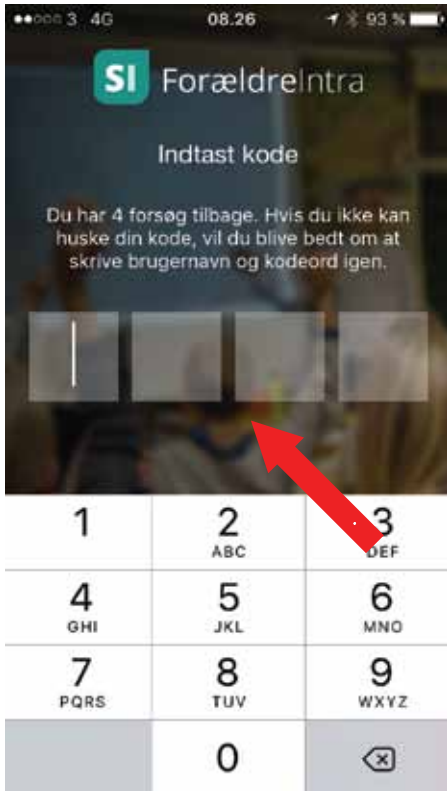 3 4G 08.26 93 %
SI ForældreIntra
Indtast kode
Du har 4 forsøg tilbage. Hvis du ikke kan
huske din kode, vil du blive bedt om at
skrive brugernavn og kodeord igen.
1 2 3
ABC DEF
4 5 6
GHI JKL MNO
7 8 9
PQRS TUV WXYZ
0